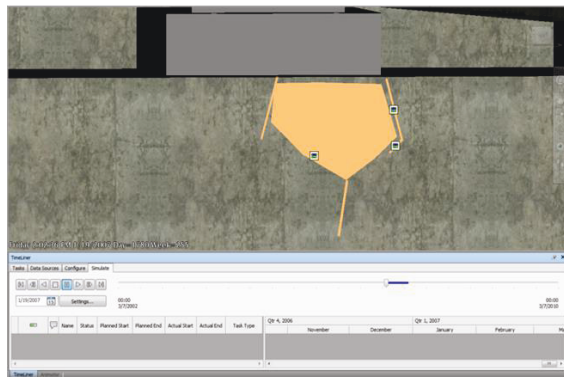 TimeLiner
Tasks Data Sources Configure Simulate
1/19/2007 Settings... 00:00 3/7/2003 00:00 3/7/2010
Name Status Planned Start Planned End Actual Start Actual End Task Type
Qtr 4, 2006 Qtr 1, 2007
November December January February
TimeLiner